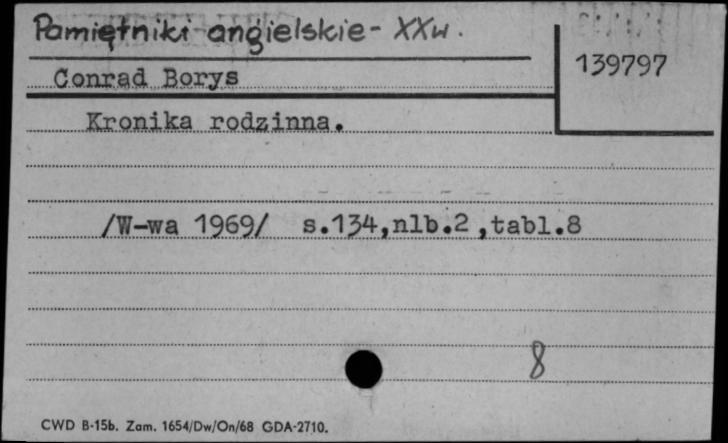 Pamiętniki angielskie - XX w.
139797
Conrad Borys
Kronika rodzinna.
/W-wa 1969/ s.134,nlb.2,tabl.8
8
CWD B-15b. Zam. 1654/Dw/On/68 GDA-2710.